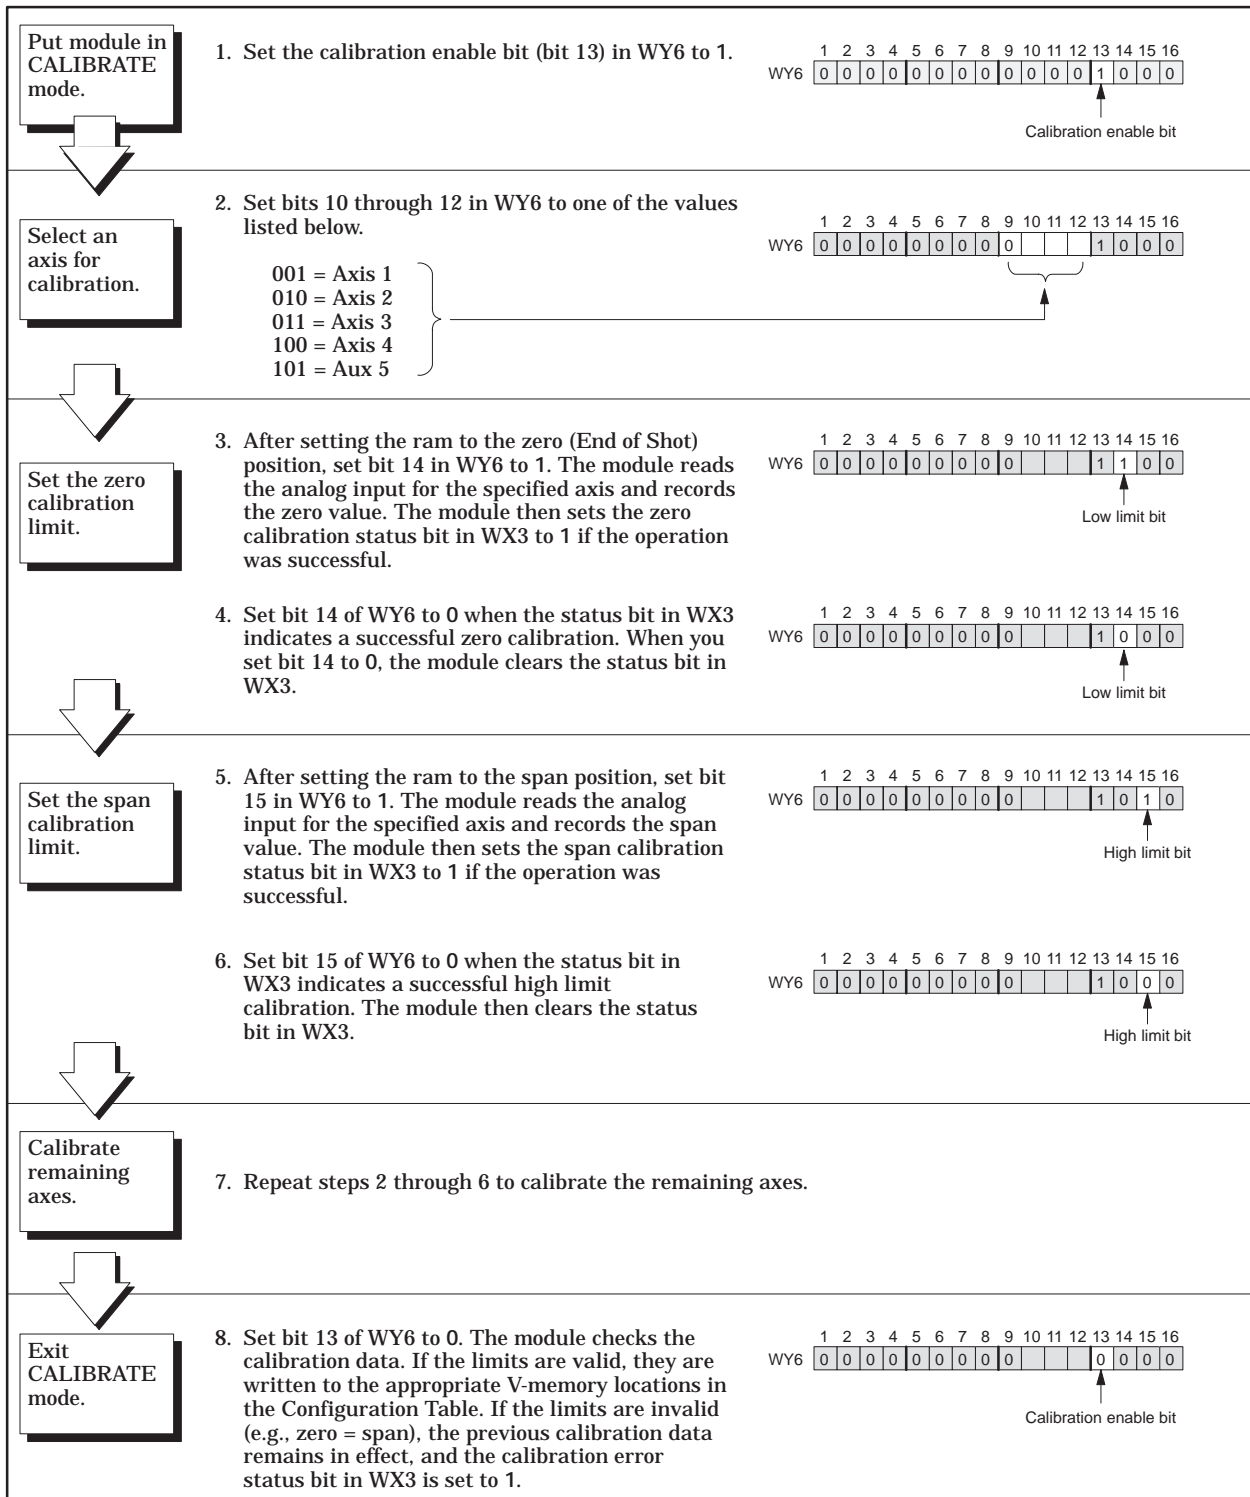 Put module in
CALIBRATE
mode.
1. Set the calibration enable bit (bit 13) in WY6 to 1.
1 2 3 4 5 6 7 8 9 10 11 12 13 14 15 16
WY6 0 0 0 0 0 0 0 0 0 0 0 0 1 0 0 0
Calibration enable bit
Select an
axis for
calibration.
2. Set bits 10 through 12 in WY6 to one of the values
listed below.
001 = Axis 1
010 = Axis 2
011 = Axis 3
100 = Axis 4
101 = Aux 5
1 2 3 4 5 6 7 8 9 10 11 12 13 14 15 16
WY6 0 0 0 0 0 0 0 0 0 1 0 0 0
Set the zero
calibration
limit.
3. After setting the ram to the zero (End of Shot)
position, set bit 14 in WY6 to 1. The module reads
the analog input for the specified axis and records
the zero value. The module then sets the zero
calibration status bit in WX3 to 1 if the operation
was successful.
1 2 3 4 5 6 7 8 9 10 11 12 13 14 15 16
WY6 0 0 0 0 0 0 0 0 0 1 1 0 0
Low limit bit
4. Set bit 14 of WY6 to 0 when the status bit in WX3
indicates a successful zero calibration. When you
set bit 14 to 0, the module clears the status bit in
WX3.
1 2 3 4 5 6 7 8 9 10 11 12 13 14 15 16
WY6 0 0 0 0 0 0 0 0 0 1 0 0 0
Low limit bit
Set the span
calibration
limit.
5. After setting the ram to the span position, set bit
15 in WY6 to 1. The module reads the analog
input for the specified axis and records the span
value. The module then sets the span calibration
status bit in WX3 to 1 if the operation was
successful.
1 2 3 4 5 6 7 8 9 10 11 12 13 14 15 16
WY6 0 0 0 0 0 0 0 0 0 1 0 1 0
High limit bit
6. Set bit 15 of WY6 to 0 when the status bit in
WX3 indicates a successful high limit
calibration. The module then clears the status
bit in WX3.
1 2 3 4 5 6 7 8 9 10 11 12 13 14 15 16
WY6 0 0 0 0 0 0 0 0 0 1 0 0 0
High limit bit
Calibrate
remaining
axes.
7. Repeat steps 2 through 6 to calibrate the remaining axes.
Exit
CALIBRATE
mode.
8. Set bit 13 of WY6 to 0. The module checks the
calibration data. If the limits are valid, they are
written to the appropriate V-memory locations in
the Configuration Table. If the limits are invalid
(e.g., zero = span), the previous calibration data
remains in effect, and the calibration error
status bit in WX3 is set to 1.
1 2 3 4 5 6 7 8 9 10 11 12 13 14 15 16
WY6 0 0 0 0 0 0 0 0 0 0 0 0 0
Calibration enable bit